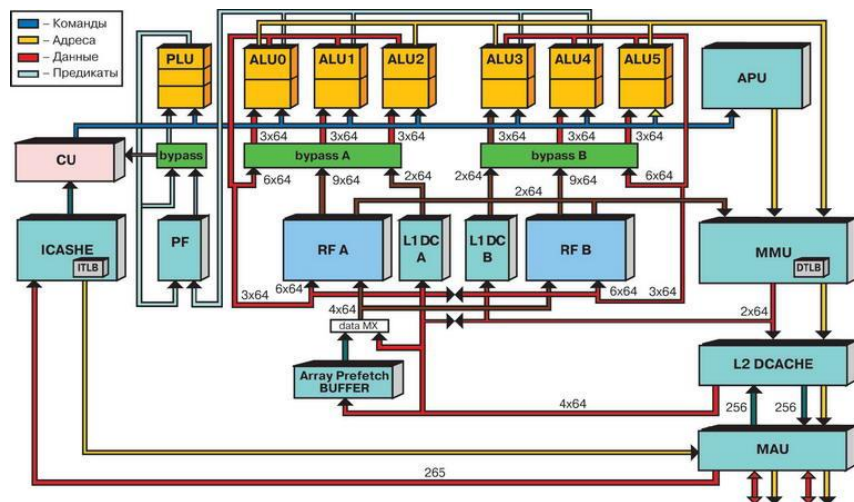 – Команды
– Адреса
– Данные
– Предикаты
PLU
ALU0
ALU1
ALU2
ALU3
ALU4
ALU5
APU
3x64
3x64
3x64
3x64
3x64
3x64
CU
bypass
bypass A
bypass B
6x64
9x64
2x64
2x64
9x64
6x64
2x64
ICASHE
ITLB
PF
RF A
L1 DC A
L1 DC B
RF B
MMU
DTLB
3x64
6x64
6x64
3x64
4x64
2x64
data MX
Array Prefetch
BUFFER
L2 DCACHE
4x64
256
256
MAU
265